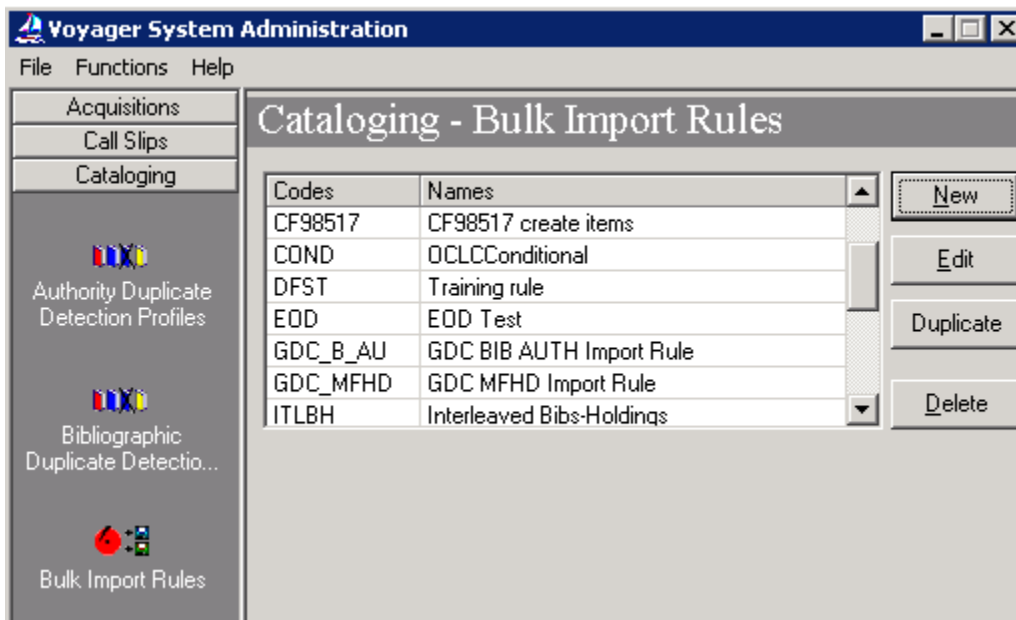 Voyager System Administration
File Functions Help
Acquisitions
Call Slips
Cataloging
Authority Duplicate
Detection Profiles
Bibliographic
Duplicate Detectio...
Bulk Import Rules
Cataloging - Bulk Import Rules
Codes Names
CF98517 CF98517 create items
COND OCLCConditional
DFST Training rule
EOD EOD Test
GDC_B_AU GDC BIB AUTH Import Rule
GDC_MFHD GDC MFHD Import Rule
ITLBH Interleaved Bibs-Holdings
New
Edit
Duplicate
Delete